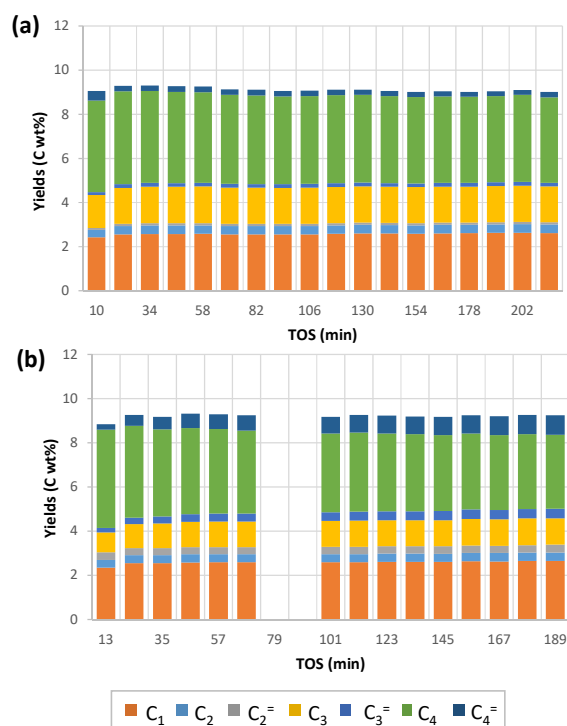 (a)
12
10
8
6
4
2
0
Yields (C wt%)
10 34 58 82 106 130 154 178 202
TOS (min)
(b)
12
10
8
6
4
2
0
Yields (C wt%)
13 35 57 79 101 123 145 167 189
TOS (min)
C₁ C₂ C₂⁼ C₃ C₃⁼ C₄ C₄⁼